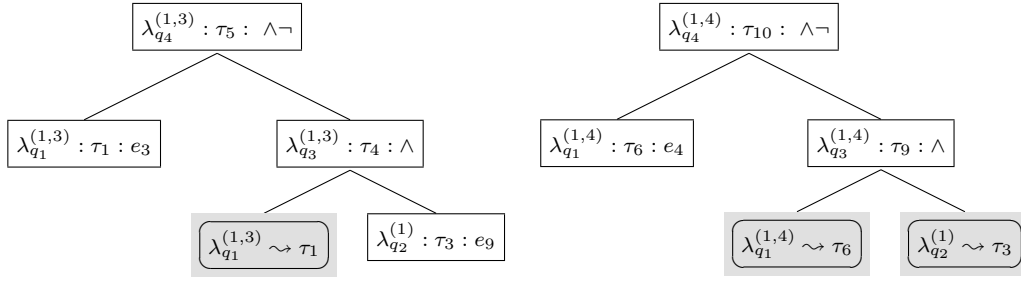 λ_{q_4}^{(1,3)} : τ_5 : ∧¬
λ_{q_4}^{(1,4)} : τ_{10} : ∧¬
λ_{q_1}^{(1,3)} : τ_1 : e_3
λ_{q_3}^{(1,3)} : τ_4 : ∧
λ_{q_1}^{(1,4)} : τ_6 : e_4
λ_{q_3}^{(1,4)} : τ_9 : ∧
λ_{q_1}^{(1,3)} ⇝ τ_1
λ_{q_2}^{(1)} : τ_3 : e_9
λ_{q_1}^{(1,4)} ⇝ τ_6
λ_{q_2}^{(1)} ⇝ τ_3